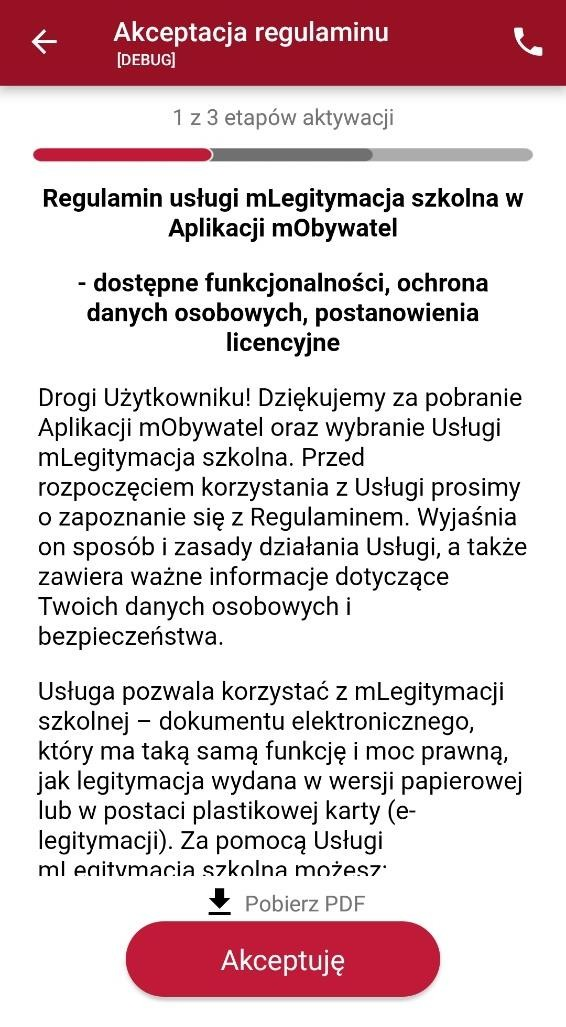 Akceptacja regulaminu
[DEBUG]
1 z 3 etapów aktywacji
Regulamin usługi mLegitymacja szkolna w
Aplikacji mObywatel
- dostępne funkcjonalności, ochrona
danych osobowych, postanowienia
licencyjne
Drogi Użytkowniku! Dziękujemy za pobranie
Aplikacji mObywatel oraz wybranie Usługi
mLegitymacja szkolna. Przed
rozpoczęciem korzystania z Usługi prosimy
o zapoznanie się z Regulaminem. Wyjaśnia
on sposób i zasady działania Usługi, a także
zawiera ważne informacje dotyczące
Twoich danych osobowych i
bezpieczeństwa.
Usługa pozwala korzystać z mLegitymacji
szkolnej – dokumentu elektronicznego,
który ma taką samą funkcję i moc prawną,
jak legitymacja wydana w wersji papierowej
lub w postaci plastikowej karty (e-
legitymacji). Za pomocą Usługi
mLegitymacja szkolna możesz:
Pobierz PDF
Akceptuję